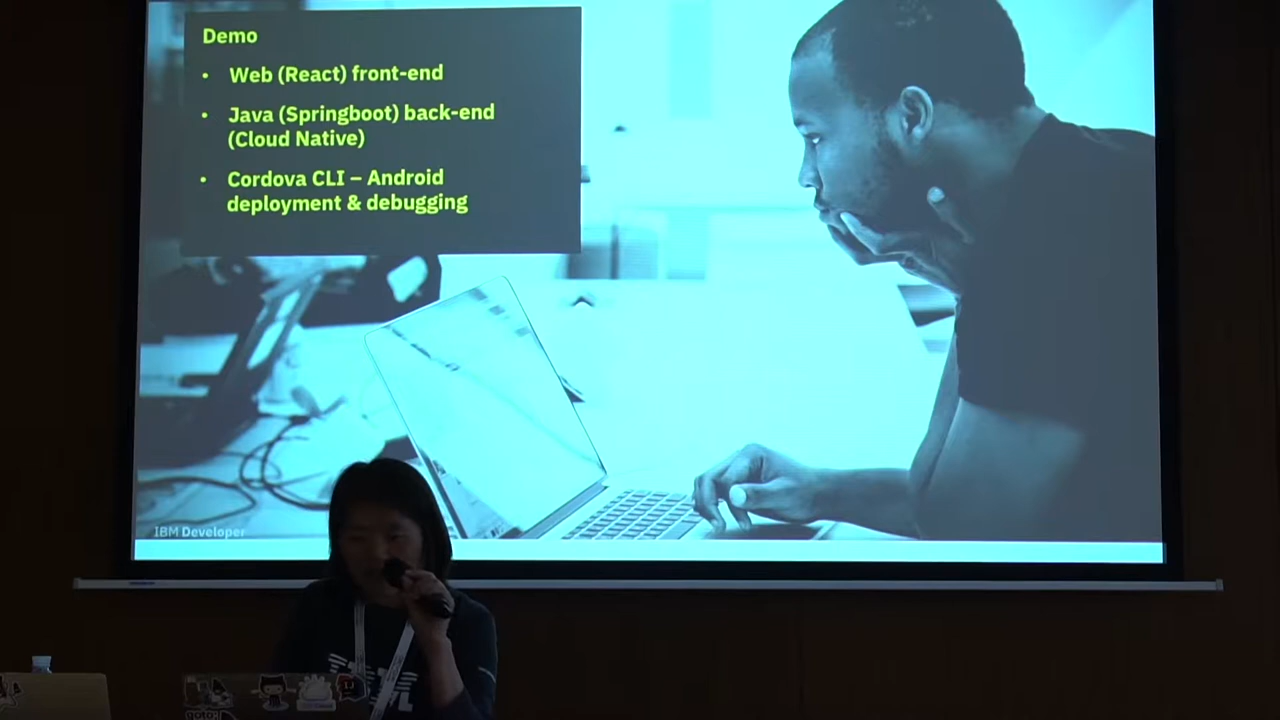 Demo
• Web (React) front-end
• Java (Springboot) back-end
(Cloud Native)
• Cordova CLI – Android
deployment & debugging
IBM Developer